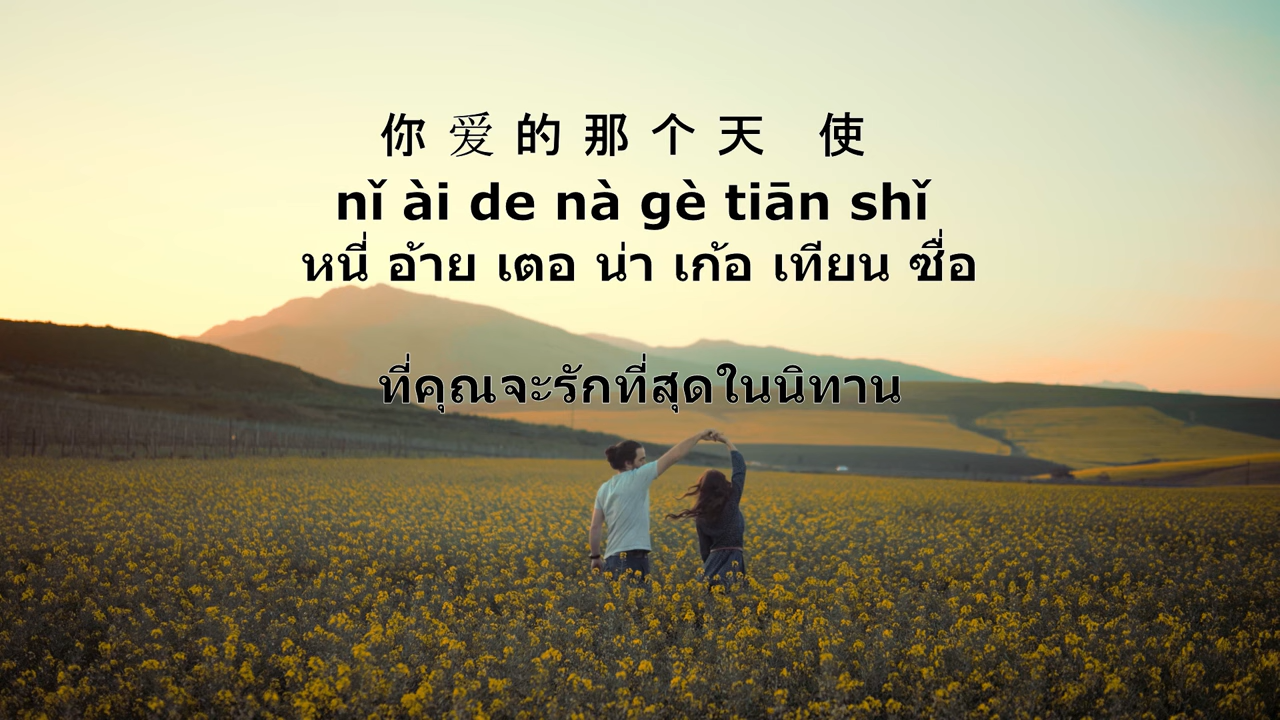 你 爱 的 那 个 天 使
nǐ ài de nà gè tiān shǐ
หนี่ อ้าย เตอ น่า เก้อ เทียน ซื่อ
ที่คุณจะรักที่สุดในนิทาน